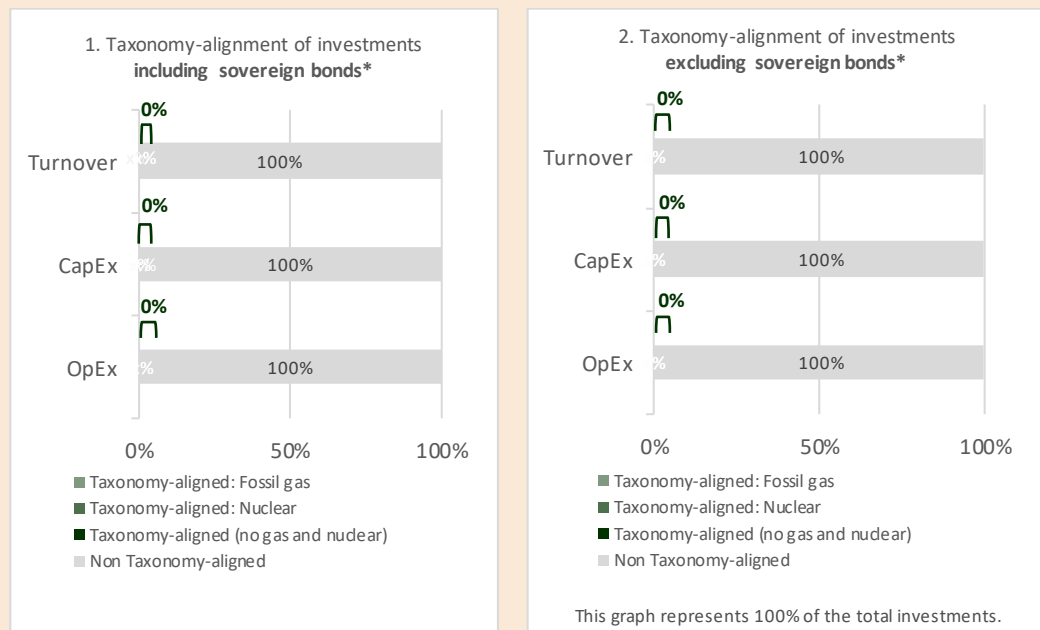 1. Taxonomy-alignment of investments
including sovereign bonds*
0%
Turnover
100%
0%
CapEx
100%
0%
OpEx
100%
0% 50% 100%
Taxonomy-aligned: Fossil gas
Taxonomy-aligned: Nuclear
Taxonomy-aligned (no gas and nuclear)
Non Taxonomy-aligned
2. Taxonomy-alignment of investments
excluding sovereign bonds*
0%
Turnover
%
100%
0%
CapEx
%
100%
0%
OpEx
%
100%
0% 50% 100%
Taxonomy-aligned: Fossil gas
Taxonomy-aligned: Nuclear
Taxonomy-aligned (no gas and nuclear)
Non Taxonomy-aligned
This graph represents 100% of the total investments.